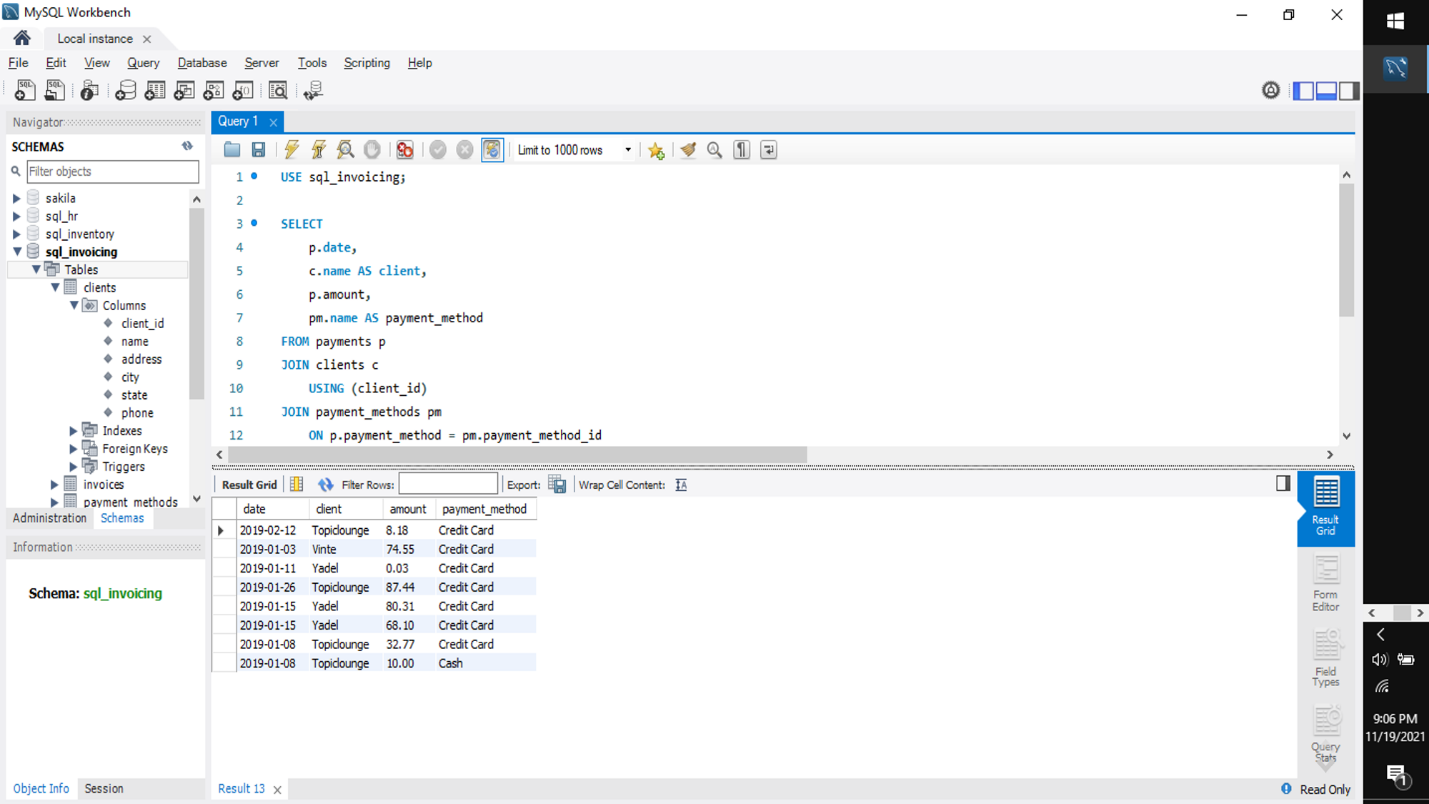 MySQL Workbench
Local instance
File Edit View Query Database Server Tools Scripting Help
Navigator
SCHEMAS
Filter objects
sakila
sql_hr
sql_inventory
sql_invoicing
Tables
clients
Columns
client_id
name
address
city
state
phone
Indexes
Foreign Keys
Triggers
invoices
payment_methods
Administration Schemas
Information
Schema: sql_invoicing
Object Info Session
Query 1
Limit to 1000 rows
1 USE sql_invoicing;
2
3 SELECT
4 p.date,
5 c.name AS client,
6 p.amount,
7 pm.name AS payment_method
8 FROM payments p
9 JOIN clients c
10 USING (client_id)
11 JOIN payment_methods pm
12 ON p.payment_method = pm.payment_method_id
Result Grid Filter Rows: Export: Wrap Cell Content:
date client amount payment_method
2019-02-12 Topiclounge 8.18 Credit Card
2019-01-03 Vinte 74.55 Credit Card
2019-01-11 Yadel 0.03 Credit Card
2019-01-26 Topiclounge 87.44 Credit Card
2019-01-15 Yadel 80.31 Credit Card
2019-01-15 Yadel 68.10 Credit Card
2019-01-08 Topiclounge 32.77 Credit Card
2019-01-08 Topiclounge 10.00 Cash
Result
Grid
Form
Editor
Field
Types
Query
Stats
Result 13
Read Only
9:06 PM
11/19/2021
1